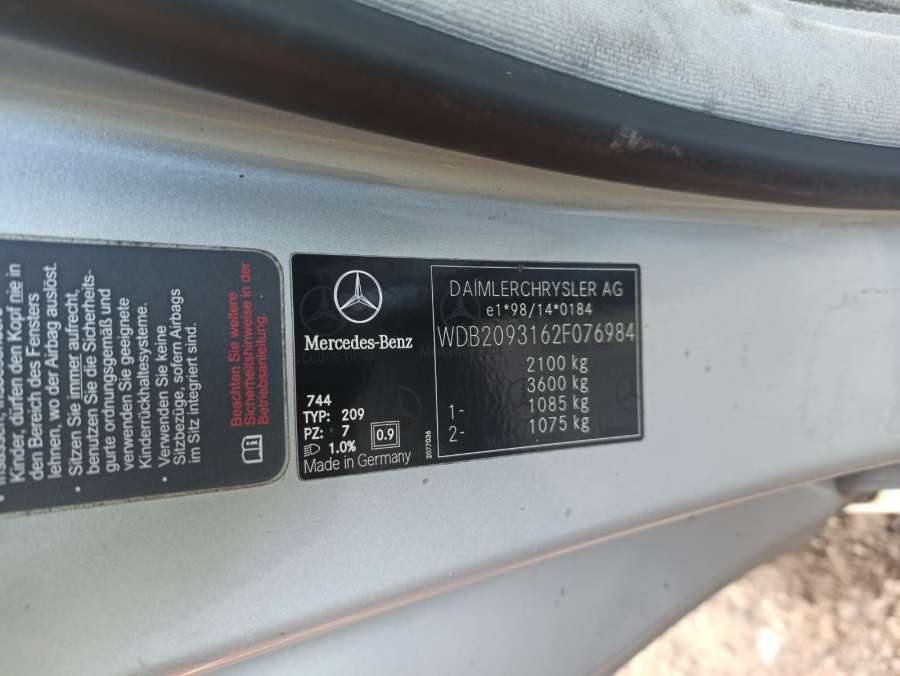 Kinder, dürfen den Kopf nie in
den Bereich des Fensters
lehnen, wo der Airbag auslöst.
• Sitzen Sie immer aufrecht,
benutzen Sie die Sicherheits-
gurte ordnungsgemäß und
verwenden Sie geeignete
Kinderrückhaltesysteme.
• Verwenden Sie keine
Sitzbezüge, sofern Airbags
im Sitz integriert sind.
Beachten Sie weitere
Sicherheitshinweise in der
Betriebsanleitung.
Mercedes-Benz
744
TYP: 209
PZ: 7
0.9
1.0%
Made in Germany
2077036
DAIMLERCHRYSLER AG
e1*98/14*0184
WDB2093162F076984
2100 kg
3600 kg
1- 1085 kg
2- 1075 kg